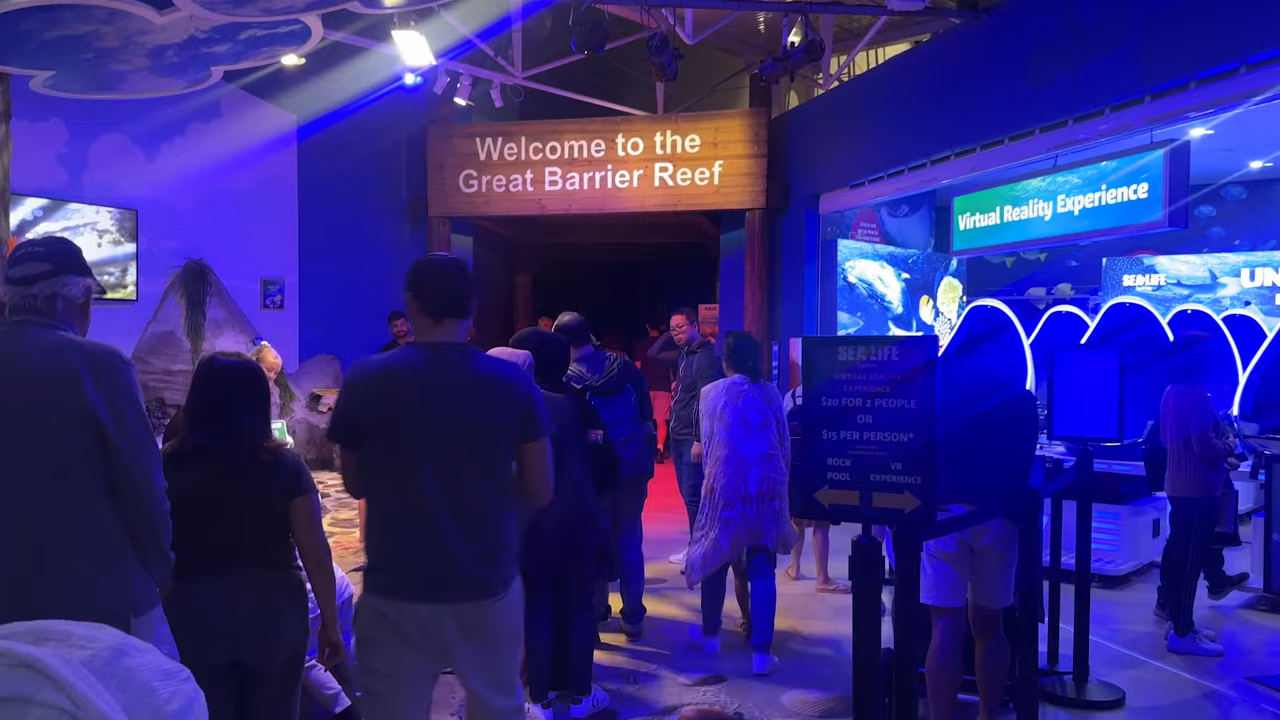 Welcome to the
Great Barrier Reef
Virtual Reality Experience
SEA LIFE
UN
SEA LIFE
VIRTUAL REALITY
EXPERIENCE
$20 FOR 2 PEOPLE
OR
$15 PER PERSON*
ROCK
POOL
VR
EXPERIENCE